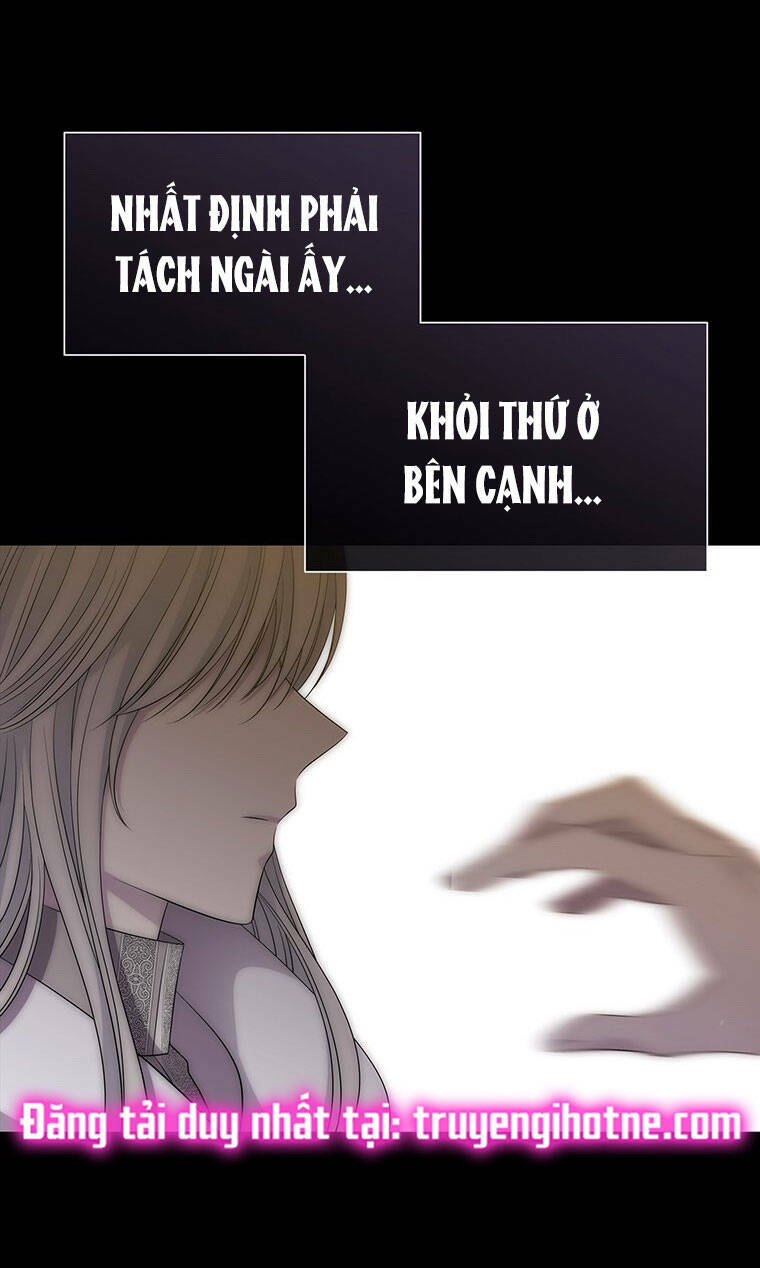 NHẤT ĐỊNH PHẢI
TÁCH NGÀI ẤY...
KHỎI THỨ Ở
BÊN CẠNH...
Đăng tải duy nhất tại: truyengihotne.com